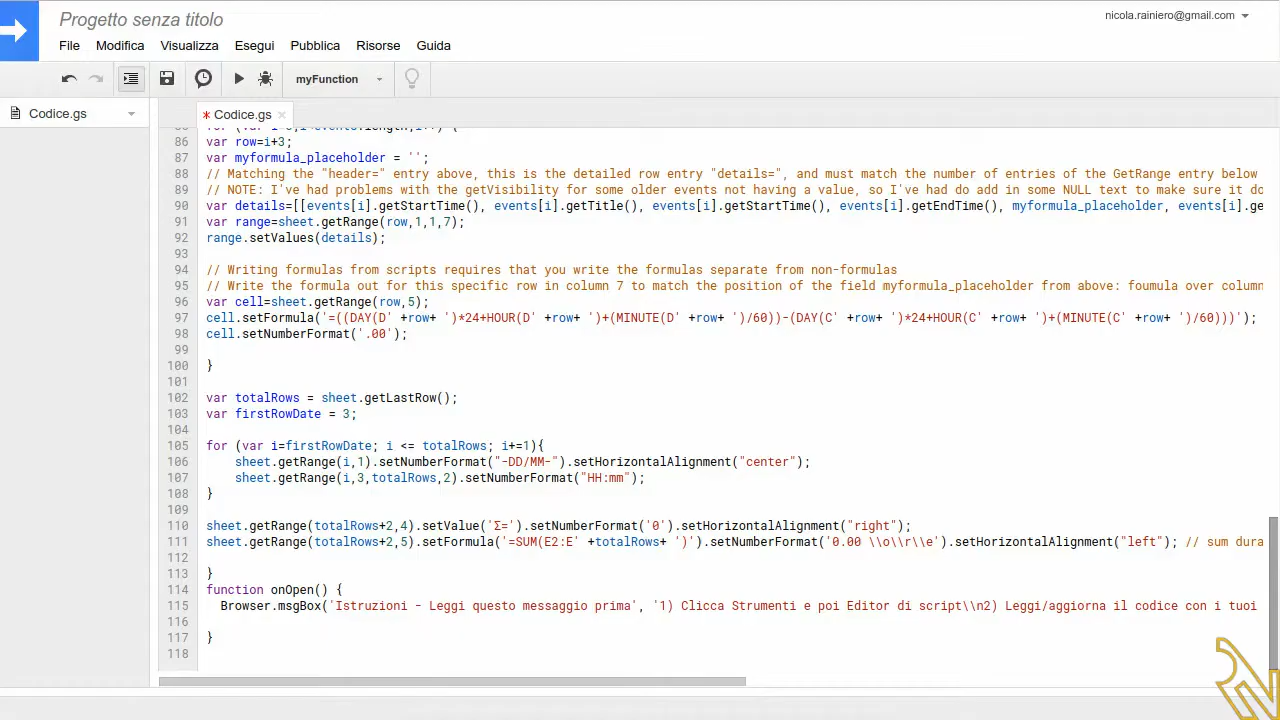 Progetto senza titolo
nicola.rainiero@gmail.com
File Modifica Visualizza Esegui Pubblica Risorse Guida
myFunction
Codice.gs
* Codice.gs ×
86 var row=i+3;
87 var myformula_placeholder = '';
88 // Matching the "header=" entry above, this is the detailed row entry "details=", and must match the number of entries of the GetRange entry below
89 // NOTE: I've had problems with the getVisibility for some older events not having a value, so I've had do add in some NULL text to make sure it do
90 var details=[[events[i].getStartTime(), events[i].getTitle(), events[i].getStartTime(), events[i].getEndTime(), myformula_placeholder, events[i].ge
91 var range=sheet.getRange(row,1,1,7);
92 range.setValues(details);
93
94 // Writing formulas from scripts requires that you write the formulas separate from non-formulas
95 // Write the formula out for this specific row in column 7 to match the position of the field myformula_placeholder from above: foumula over column
96 var cell=sheet.getRange(row,5);
97 cell.setFormula('=((DAY(D' +row+ ')*24+HOUR(D' +row+ ')+(MINUTE(D' +row+ ')/60))-(DAY(C' +row+ ')*24+HOUR(C' +row+ ')+(MINUTE(C' +row+ ')/60)))');
98 cell.setNumberFormat('.00');
99
100 }
101
102 var totalRows = sheet.getLastRow();
103 var firstRowDate = 3;
104
105 for (var i=firstRowDate; i <= totalRows; i+=1){
106 sheet.getRange(i,1).setNumberFormat("-DD/MM-").setHorizontalAlignment("center");
107 sheet.getRange(i,3,totalRows,2).setNumberFormat("HH:mm");
108 }
109
110 sheet.getRange(totalRows+2,4).setValue('Σ=').setNumberFormat('0').setHorizontalAlignment("right");
111 sheet.getRange(totalRows+2,5).setFormula('=SUM(E2:E' +totalRows+ ')').setNumberFormat('0.00 \\o\\r\\e').setHorizontalAlignment("left"); // sum dura
112
113 }
114 function onOpen() {
115 Browser.msgBox('Istruzioni - Leggi questo messaggio prima', '1) Clicca Strumenti e poi Editor di script\\n2) Leggi/aggiorna il codice con i tuoi
116
117 }
118